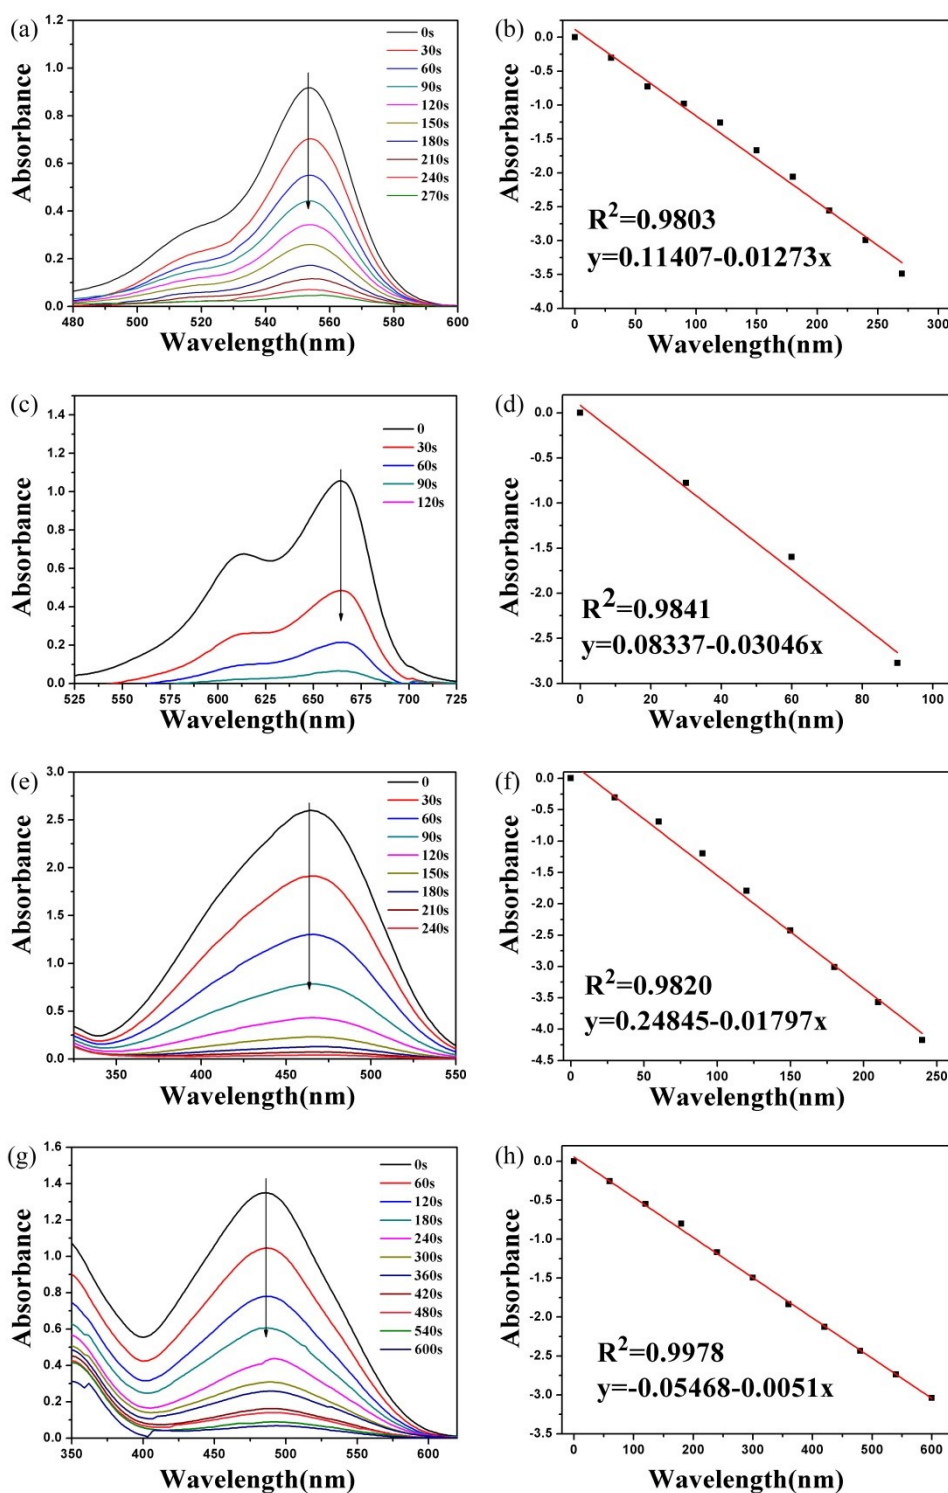 (a)
1.2
1.0
0.8
0.6
0.4
0.2
0.0
Absorbance
0s
30s
60s
90s
120s
150s
180s
210s
240s
270s
480 500 520 540 560 580 600
Wavelength(nm)
(b)
0.0
-0.5
-1.0
-1.5
-2.0
-2.5
-3.0
-3.5
-4.0
Absorbance
R²=0.9803
y=0.11407-0.01273x
0 50 100 150 200 250 300
Wavelength(nm)
(c)
1.4
1.2
1.0
0.8
0.6
0.4
0.2
0.0
Absorbance
0
30s
60s
90s
120s
525 550 575 600 625 650 675 700 725
Wavelength(nm)
(d)
0.0
-0.5
-1.0
-1.5
-2.0
-2.5
-3.0
Absorbance
R²=0.9841
y=0.08337-0.03046x
0 20 40 60 80 100
Wavelength(nm)
(e)
3.0
2.5
2.0
1.5
1.0
0.5
0.0
Absorbance
0
30s
60s
90s
120s
150s
180s
210s
240s
350 400 450 500 550
Wavelength(nm)
(f)
0.0
-0.5
-1.0
-1.5
-2.0
-2.5
-3.0
-3.5
-4.0
-4.5
Absorbance
R²=0.9820
y=0.24845-0.01797x
0 50 100 150 200 250
Wavelength(nm)
(g)
1.6
1.4
1.2
1.0
0.8
0.6
0.4
0.2
0.0
Absorbance
0s
60s
120s
180s
240s
300s
360s
420s
480s
540s
600s
350 400 450 500 550 600
Wavelength(nm)
(h)
0.0
-0.5
-1.0
-1.5
-2.0
-2.5
-3.0
-3.5
Absorbance
R²=0.9978
y=-0.05468-0.0051x
0 100 200 300 400 500 600
Wavelength(nm)